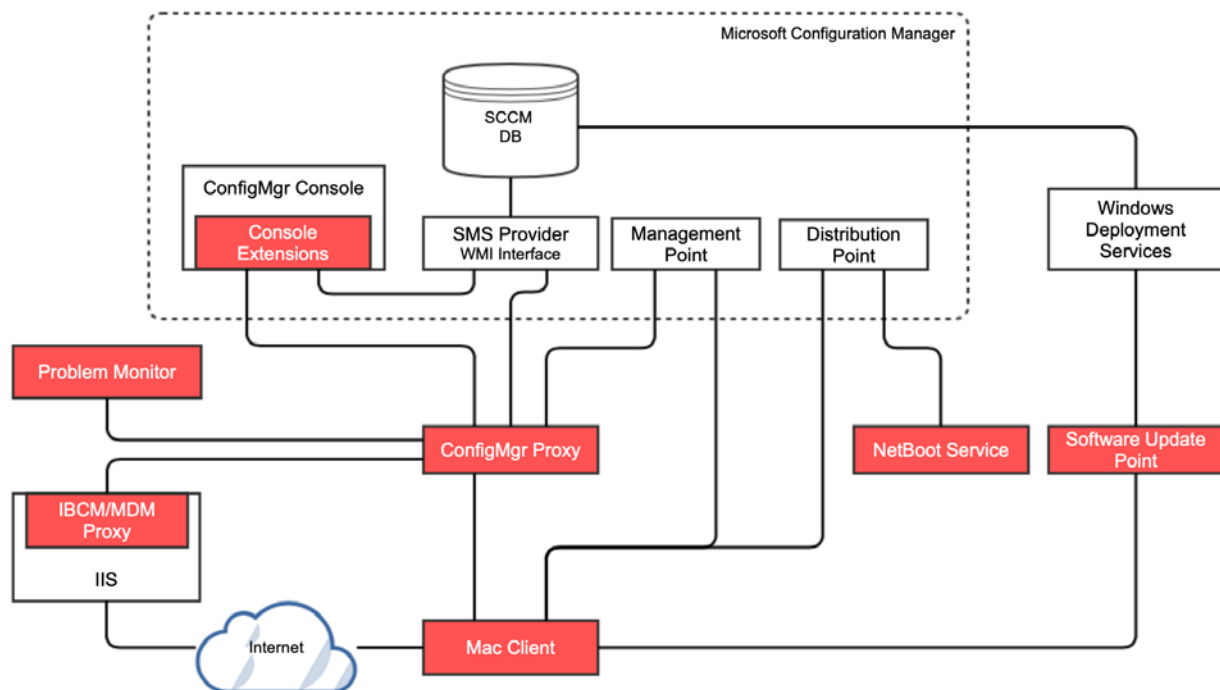 Microsoft Configuration Manager
SCCM
DB
ConfigMgr Console
Console
Extensions
SMS Provider
WMI Interface
Management
Point
Distribution
Point
Windows
Deployment
Services
Problem Monitor
ConfigMgr Proxy
NetBoot Service
Software Update
Point
IBCM/MDM
Proxy
IIS
Internet
Mac Client